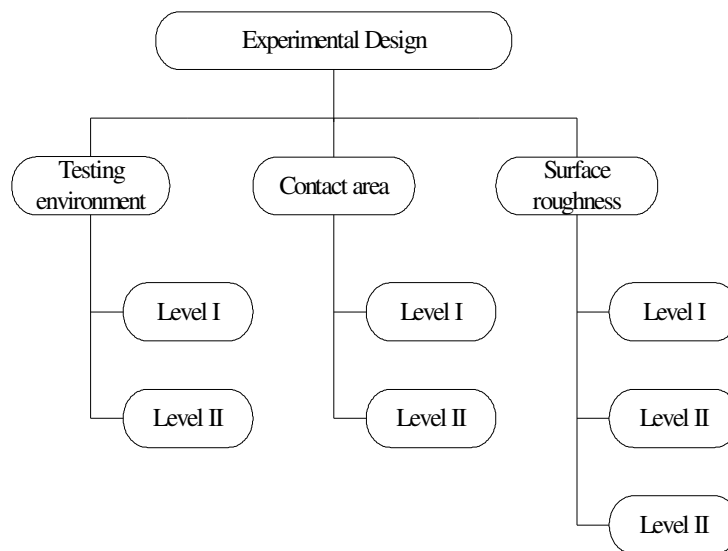 Experimental Design
Testing
environment
Contact area
Surface
roughness
Level I
Level I
Level I
Level II
Level II
Level II
Level II